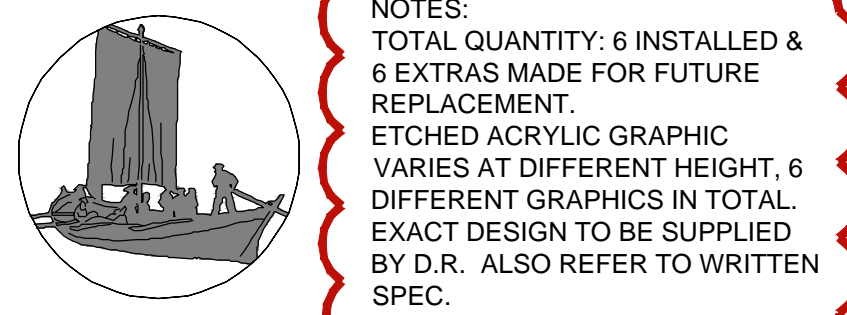 NOTES:
TOTAL QUANTITY: 6 INSTALLED &
6 EXTRAS MADE FOR FUTURE
REPLACEMENT.
ETCHED ACRYLIC GRAPHIC
VARIES AT DIFFERENT HEIGHT, 6
DIFFERENT GRAPHICS IN TOTAL.
EXACT DESIGN TO BE SUPPLIED
BY D.R. ALSO REFER TO WRITTEN
SPEC.